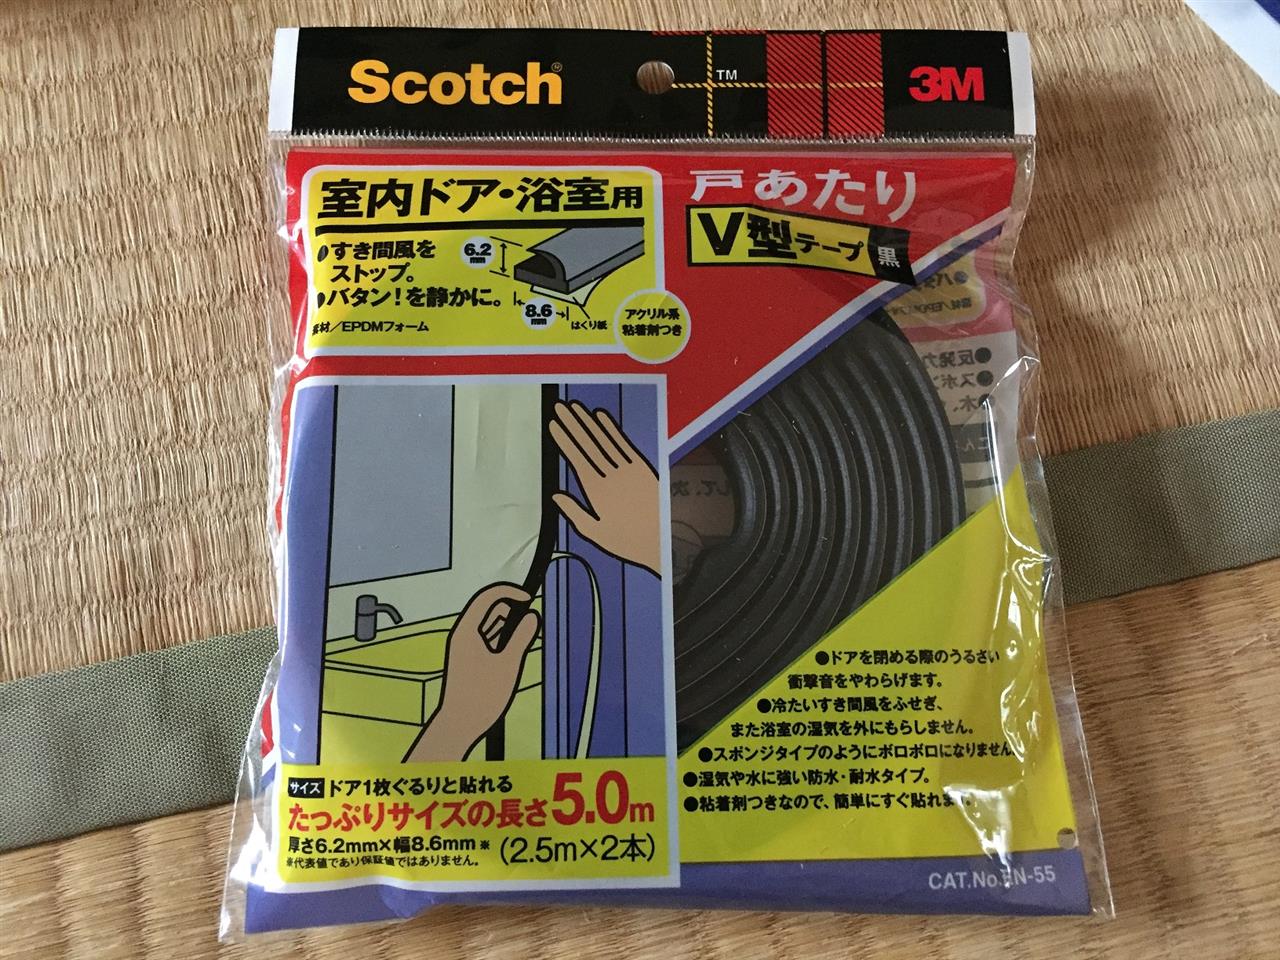 Scotch
TM
3M
室内ドア・浴室用
●すき間風を
ストップ。
●バタン！を静かに。
素材／EPDMフォーム
6.2
mm
8.6
mm
はくり紙
アクリル系
粘着剤つき
戸あたり
V型テープ 黒
●ドアを閉める際のうるさい
衝撃音をやわらげます。
●冷たいすき間風をふせぎ、
また浴室の湿気を外にもらしません。
●スポンジタイプのようにボロボロになりません。
●湿気や水に強い防水・耐水タイプ。
●粘着剤つきなので、簡単にすぐ貼れます。
サイズ ドア1枚ぐるりと貼れる
たっぷりサイズの長さ5.0m
厚さ6.2mm×幅8.6mm※ (2.5m×2本)
※代表値であり保証値ではありません。
CAT.No.EN-55